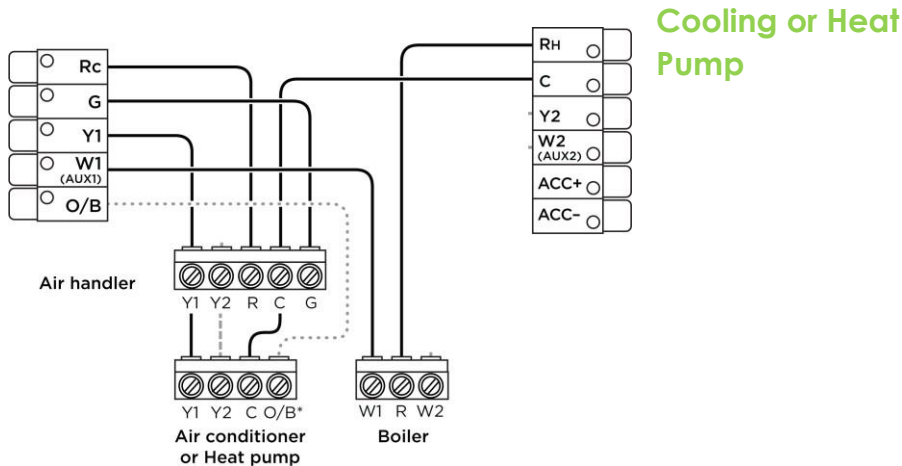 Cooling or Heat
Pump
Rc
G
Y1
W1
(AUX1)
O/B
RH
C
Y2
W2
(AUX2)
ACC+
ACC-
Air handler
Y1 Y2 R C G
Y1 Y2 C O/B*
Air conditioner
or Heat pump
W1 R W2
Boiler